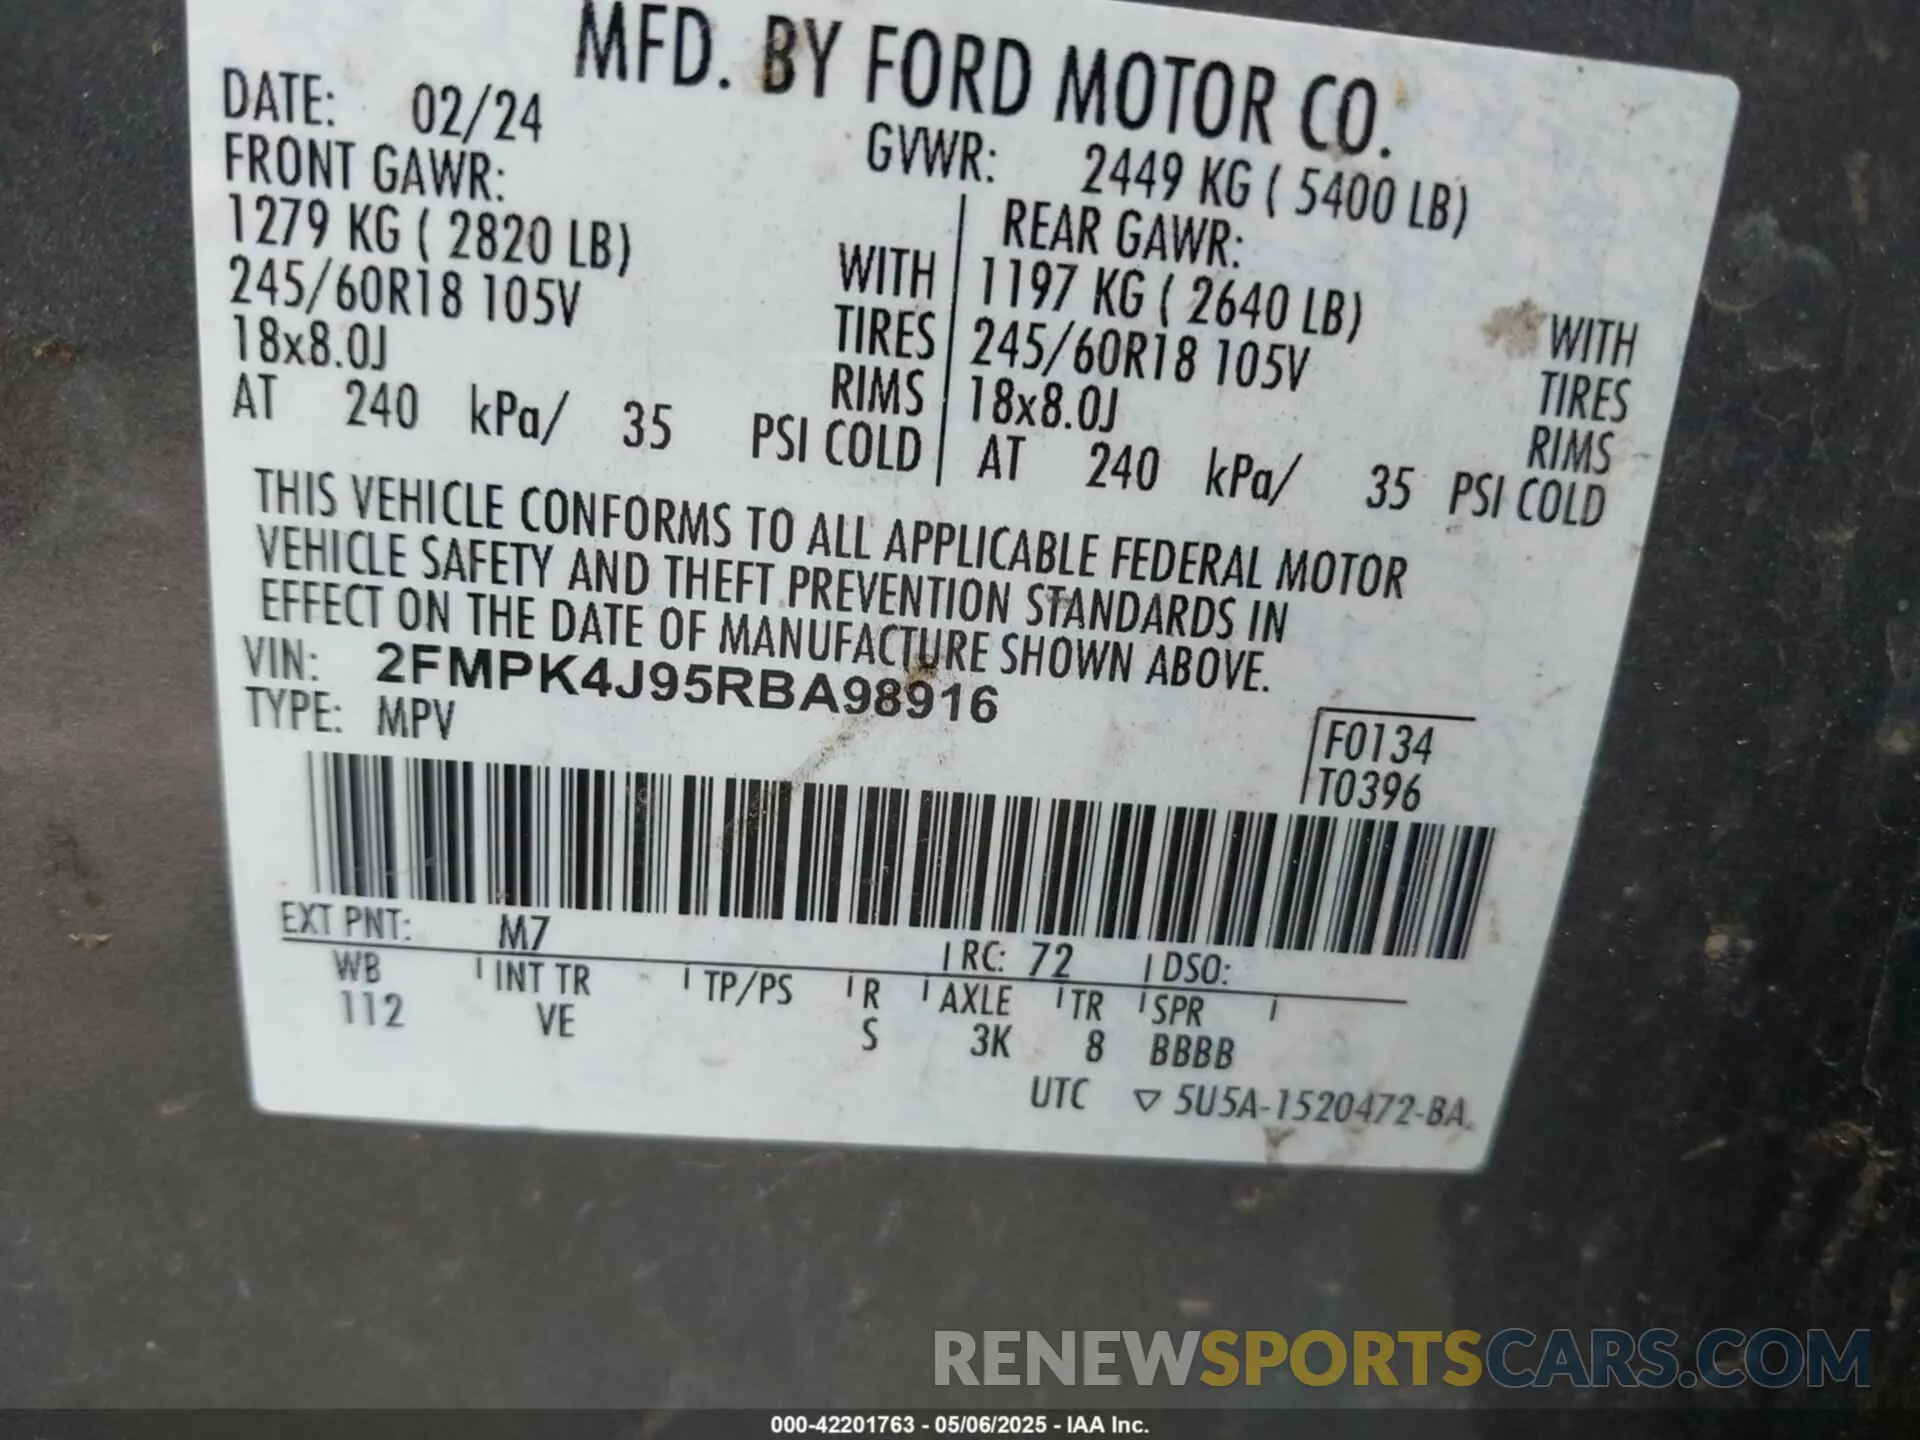 MFD. BY FORD MOTOR CO.
DATE: 02/24 GVWR: 2449 KG ( 5400 LB)
FRONT GAWR: REAR GAWR:
1279 KG ( 2820 LB) WITH 1197 KG ( 2640 LB) WITH
245/60R18 105V TIRES 245/60R18 105V TIRES
18x8.0J RIMS 18x8.0J RIMS
AT 240 kPa/ 35 PSI COLD AT 240 kPa/ 35 PSI COLD
THIS VEHICLE CONFORMS TO ALL APPLICABLE FEDERAL MOTOR
VEHICLE SAFETY AND THEFT PREVENTION STANDARDS IN
EFFECT ON THE DATE OF MANUFACTURE SHOWN ABOVE.
VIN: 2FMPK4J95RBA98916
TYPE: MPV
F0134
T0396
EXT PNT: M7 RC: 72 DSO:
WB INT TR TP/PS R AXLE TR SPR
112 VE S 3K 8 BBBB
UTC ▽ 5U5A-1520472-BA.
RENEWSPORTSCARS.COM
000-42201763 - 05/06/2025 - IAA Inc.